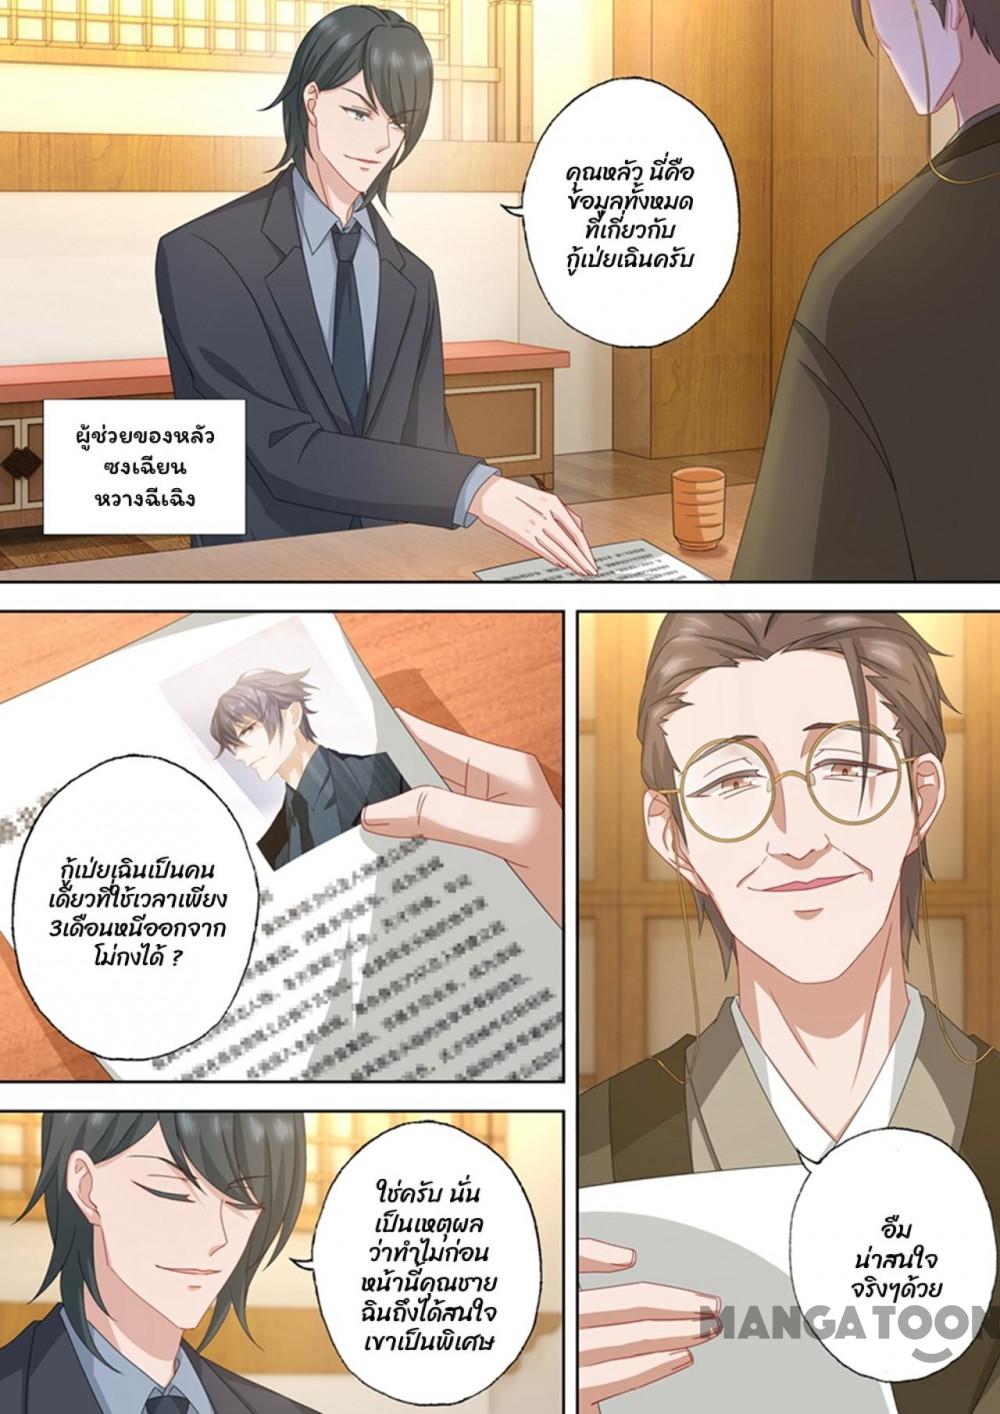 คุณหลัว นี่คือ
ข้อมูลทั้งหมด
ที่เกี่ยวกับ
กู้เป่ยเฉินครับ
ผู้ช่วยของหลัว
ซงเฉียน
หวางฉีเฉิง
กู้เป่ยเฉินเป็นคน
เดียวที่ใช้เวลาเพียง
3เดือนหนีออกจาก
โม่กงได้ ?
อืม
น่าสนใจ
จริงๆด้วย
ใช่ครับ นั่น
เป็นเหตุผล
ว่าทำไมก่อน
หน้านี้คุณชาย
ฉินถึงได้สนใจ
เขาเป็นพิเศษ
MANGATOON